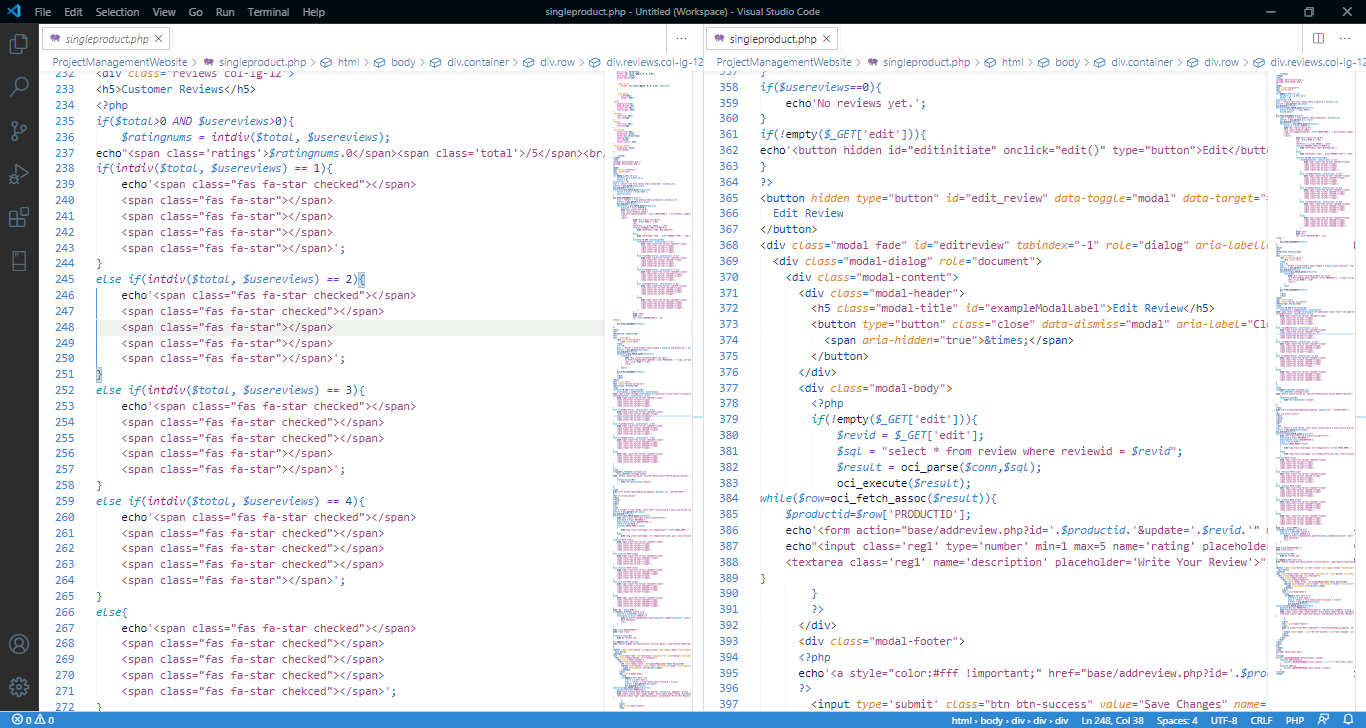 File Edit Selection View Go Run Terminal Help
singleproduct.php - Untitled (Workspace) - Visual Studio Code
singleproduct.php
ProjectManagementWebsite > singleproduct.php > html > body > div.container > div.row > div.reviews.col-lg-12
232 <div class="reviews col-lg-12">
233 <h5>Customer Reviews</h5>
234 <?php
235 if($total>0 AND $usereviews>0){
236 $ratingnums = intdiv($total, $usereviews);
237 echo"<span class='ratings'>$ratingnums.0</span><span class='total'>/5</span><br/
238 if(intdiv($total, $usereviews) == 1){
239 echo'<span class="fas fa-star checked"></span>
240 <span class="fas fa-star"></span>
241 <span class="fas fa-star"></span>
242 <span class="fas fa-star"></span>
243 <span class="fas fa-star"></span>';
244 }
245 else if(intdiv($total, $usereviews) == 2){
246 echo'<span class="fas fa-star checked"></span>
247 <span class="fas fa-star checked"></span>
248 <span class="fas fa-star"></span>
249 <span class="fas fa-star"></span>
250 <span class="fas fa-star"></span>';
251 }
252 else if(intdiv($total, $usereviews) == 3){
253 echo'<span class="fas fa-star checked"></span>
254 <span class="fas fa-star checked"></span>
255 <span class="fas fa-star checked"></span>
256 <span class="fas fa-star"></span>
257 <span class="fas fa-star"></span>';
258 }
259 else if(intdiv($total, $usereviews) == 4){
260 echo'<span class="fas fa-star checked"></span>
261 <span class="fas fa-star checked"></span>
262 <span class="fas fa-star checked"></span>
263 <span class="fas fa-star checked"></span>
264 <span class="fas fa-star"></span>';
265 }
266 else{
267 echo'<span class="fas fa-star checked"></span>
268 <span class="fas fa-star checked"></span>
269 <span class="fas fa-star checked"></span>
270 <span class="fas fa-star checked"></span>
271 <span class="fas fa-star chekced"></span>';
272 }
singleproduct.php
ProjectManagementWebsite > singleproduct.php > html > body > div.container > div.row > div.reviews.col-lg-12
357 }
358 if($usereviews==0){
359 echo'No reviews yet.';
360 }
361 if(!empty($_GET['edit'])){
362 echo'<button hidden id="editinitiate" onclick="edit()" type="button">Edit</butt
363 }
364 ?>
365 <button hidden type="button" id="edit_review" data-toggle="modal" data-target="
366 Edit Review
367 </button>
368 <div class="modal fade" id="editreview" tabindex="-1" role="dialog" aria-labell
369 <div class="modal-dialog" role="document">
370 <div class="modal-content">
371 <div class="modal-header">
372 <h5 class="modal-title" id="exampleModalLabel">Edit Review</h5>
373 <button type="button" class="close" data-dismiss="modal" aria-label="Cl
374 <span aria-hidden="true">&times;</span>
375 </button>
376 </div>
377 <div class="modal-body">
378 <?php
379 if(!empty($_GET['edit'])){
380 $revid = $_GET['edit'];
381 $sql = "select * from review where reviewid = $revid";
382 $result = oci_parse($conn,$sql);
383 oci_execute($result);
384 while($row=oci_fetch_assoc($result)){
385 $productid=$row['PRODUCTID'];
386 echo'<form action="base/addreview.php?id='.$productid.'&update='.$revid.'"
387 echo"<input class='reg1' type='number' min=1 max=5 name='rating' placeholder
388 <textarea class='reg1' name='description' placeholder='Write Your Review'>"
389 }
390 }
391 ?>
392 </div>
393 <div class="modal-footer">
394 <?php
395 echo'<a style="color:#fff !important;" href="base/addreview.php?id='.$pro
396 ?>
397 <input type='submit' class="btn btn-success" value="Save Changes" name=
0 0
html > body > div > div > div Ln 248, Col 38 Spaces: 4 UTF-8 CRLF PHP